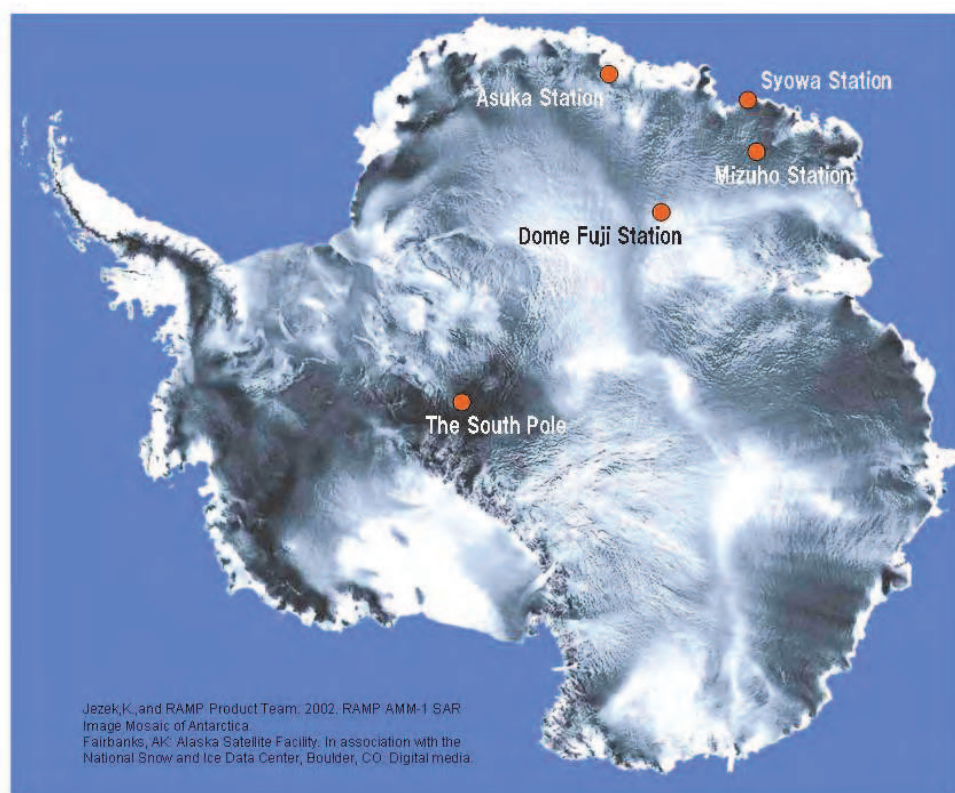 Syowa Station
Asuka Station
Mizuho Station
Dome Fuji Station
The South Pole
Jezek,K.,and RAMP Product Team. 2002. RAMP AMM-1 SAR
Image Mosaic of Antarctica.
Fairbanks, AK: Alaska Satellite Facility. In association with the
National Snow and Ice Data Center, Boulder, CO. Digital media.